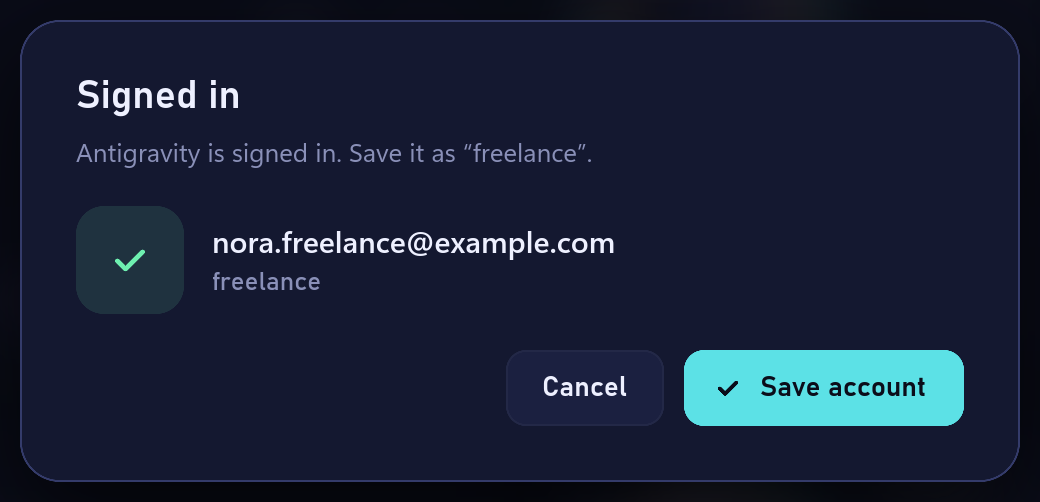 Signed in
Antigravity is signed in. Save it as “freelance”.
nora.freelance@example.com
freelance
Cancel
Save account